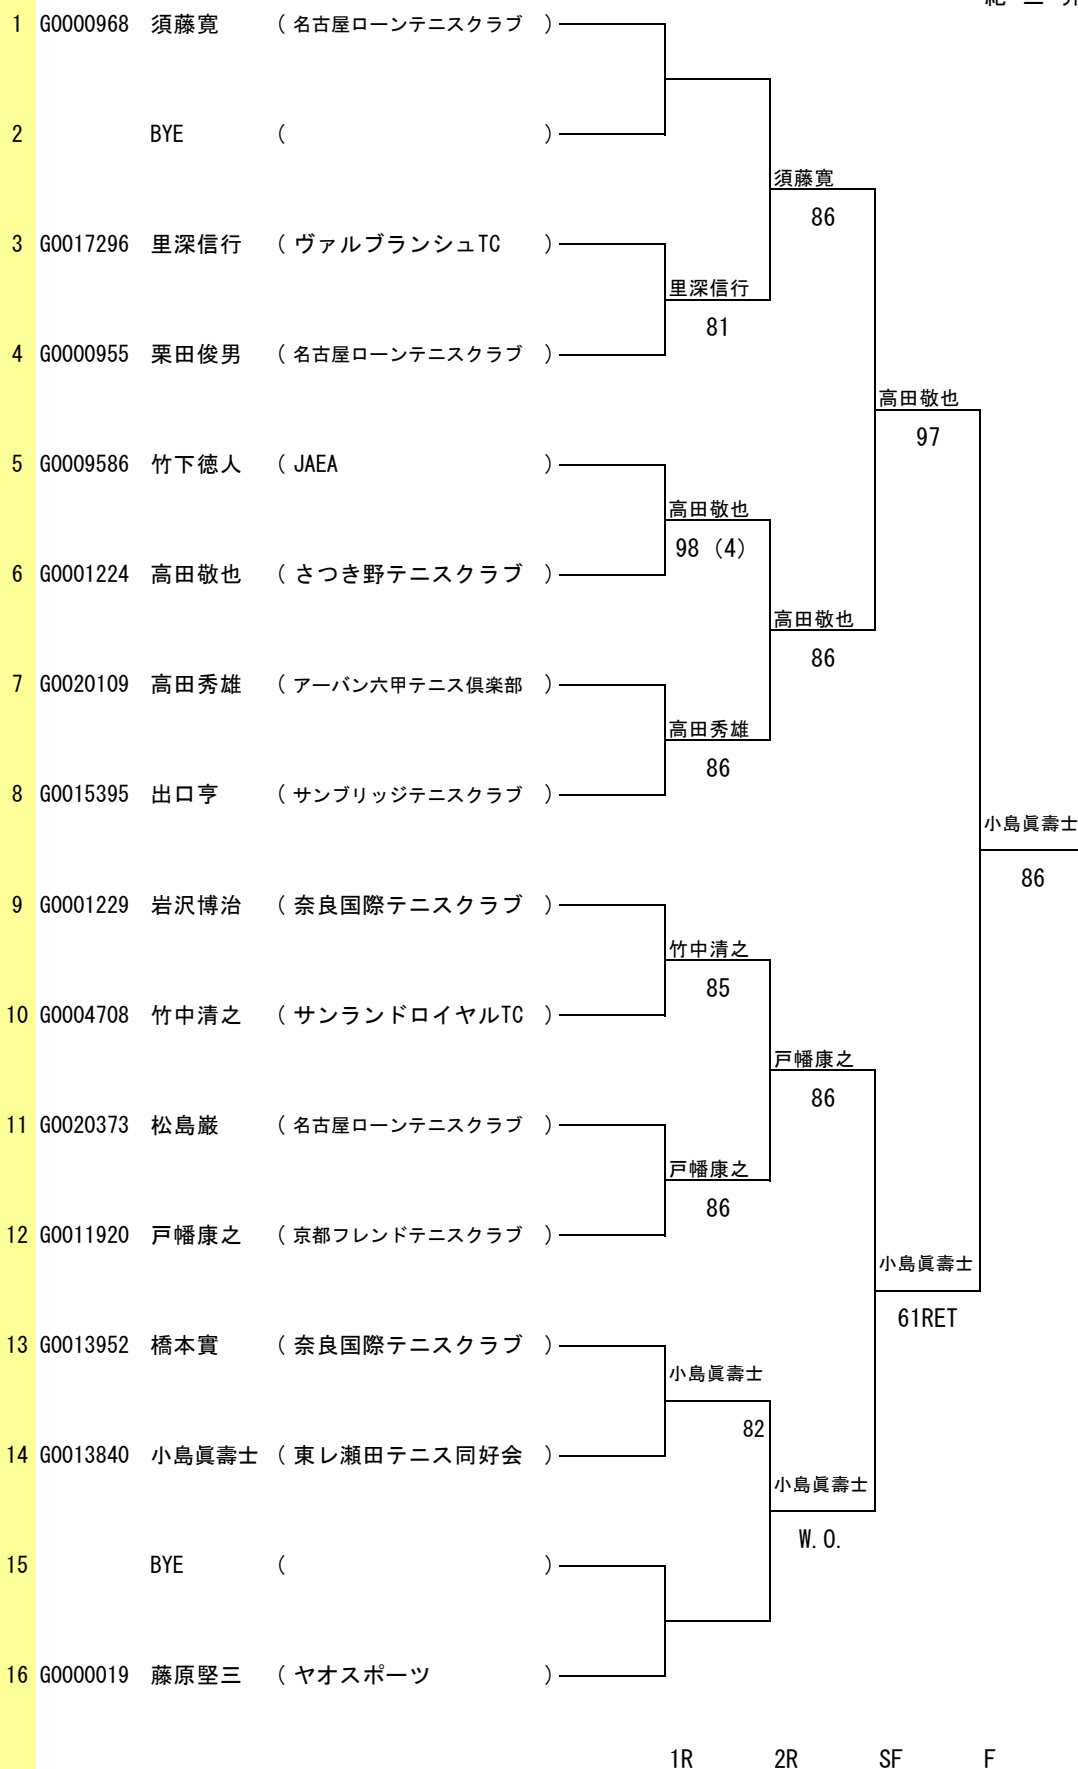 1 G0000968 須藤寛 ( 名古屋ローンテニスクラブ )
2 BYE ( )
須藤寛
86
3 G0017296 里深信行 ( ヴァルブランシュTC )
里深信行
81
4 G0000955 栗田俊男 ( 名古屋ローンテニスクラブ )
高田敬也
97
5 G0009586 竹下徳人 ( JAEA )
高田敬也
98 (4)
6 G0001224 高田敬也 ( さつき野テニスクラブ )
高田敬也
86
7 G0020109 高田秀雄 ( アーバン六甲テニス倶楽部 )
高田秀雄
86
8 G0015395 出口亨 ( サンブリッジテニスクラブ )
小島眞壽士
86
9 G0001229 岩沢博治 ( 奈良国際テニスクラブ )
竹中清之
85
10 G0004708 竹中清之 ( サンランドロイヤルTC )
戸幡康之
86
11 G0020373 松島巌 ( 名古屋ローンテニスクラブ )
戸幡康之
86
12 G0011920 戸幡康之 ( 京都フレンドテニスクラブ )
小島眞壽士
61RET
13 G0013952 橋本實 ( 奈良国際テニスクラブ )
小島眞壽士
82
14 G0013840 小島眞壽士 ( 東レ瀬田テニス同好会 )
小島眞壽士
W.O.
15 BYE ( )
16 G0000019 藤原堅三 ( ヤオスポーツ )
1R 2R SF F